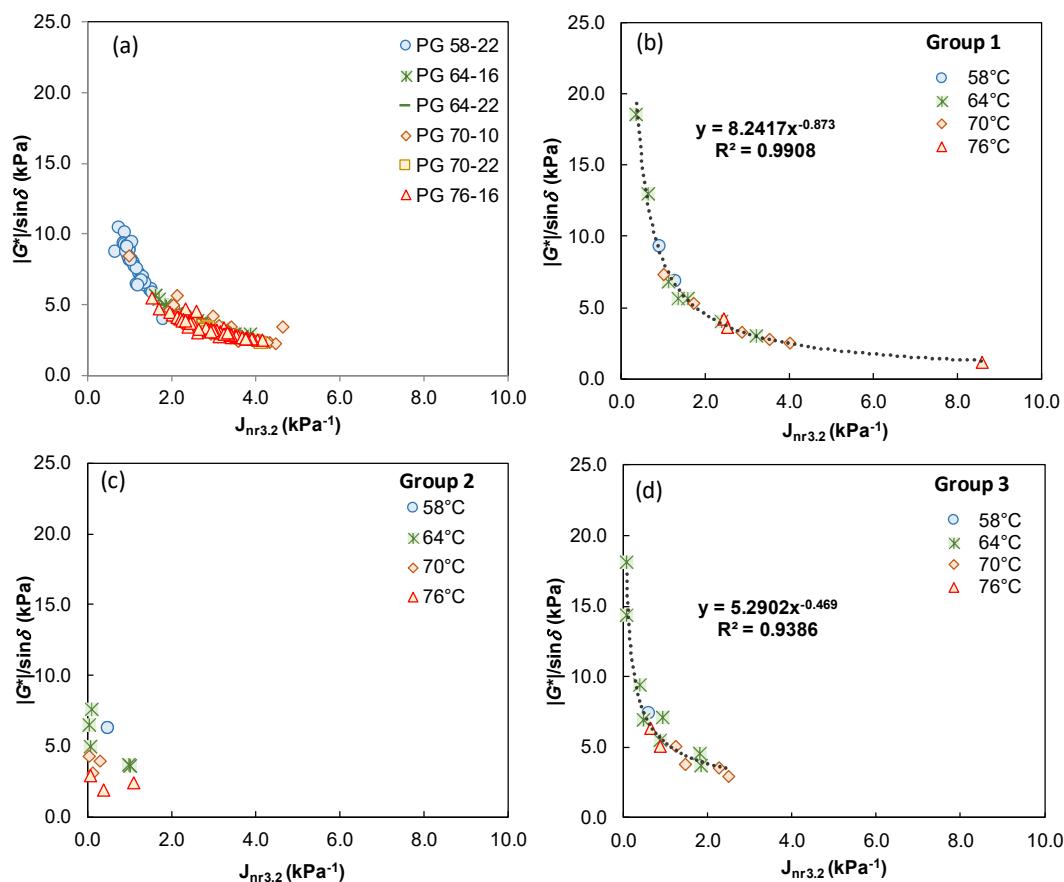 (a)
PG 58-22
PG 64-16
PG 64-22
PG 70-10
PG 70-22
PG 76-16
25.0
20.0
15.0
10.0
5.0
0.0
|G*|/sinδ (kPa)
0.0 2.0 4.0 6.0 8.0 10.0
Jnr3.2 (kPa-1)
(b)
Group 1
58°C
64°C
70°C
76°C
y = 8.2417x-0.873
R² = 0.9908
25.0
20.0
15.0
10.0
5.0
0.0
|G*|/sinδ (kPa)
0.0 2.0 4.0 6.0 8.0 10.0
Jnr3.2 (kPa-1)
(c)
Group 2
58°C
64°C
70°C
76°C
25.0
20.0
15.0
10.0
5.0
0.0
|G*|/sinδ (kPa)
0.0 2.0 4.0 6.0 8.0 10.0
Jnr3.2 (kPa-1)
(d)
Group 3
58°C
64°C
70°C
76°C
y = 5.2902x-0.469
R² = 0.9386
25.0
20.0
15.0
10.0
5.0
0.0
|G*|/sinδ (kPa)
0.0 2.0 4.0 6.0 8.0 10.0
Jnr3.2 (kPa-1)